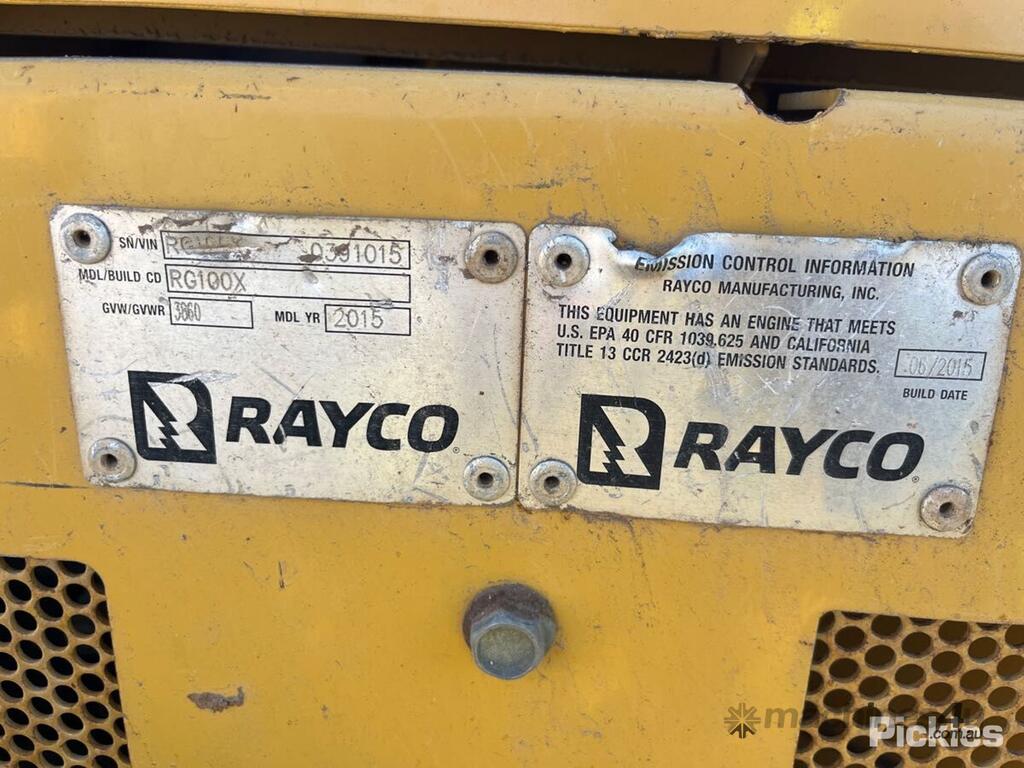 SN/VIN 0391015
MDL/BUILD CD RG100X
GVW/GVWR 3860 MDL YR 2015
RAYCO
EMISSION CONTROL INFORMATION
RAYCO MANUFACTURING, INC.
THIS EQUIPMENT HAS AN ENGINE THAT MEETS
U.S. EPA 40 CFR 1039.625 AND CALIFORNIA
TITLE 13 CCR 2423(d) EMISSION STANDARDS. 06/2015
BUILD DATE
R RAYCO
Pickles .com.au